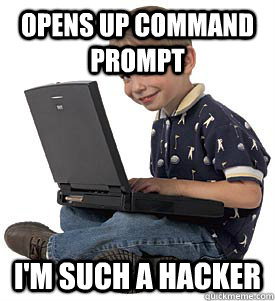 OPENS UP COMMAND
PROMPT
I'M SUCH A HACKER
quickmeme.com